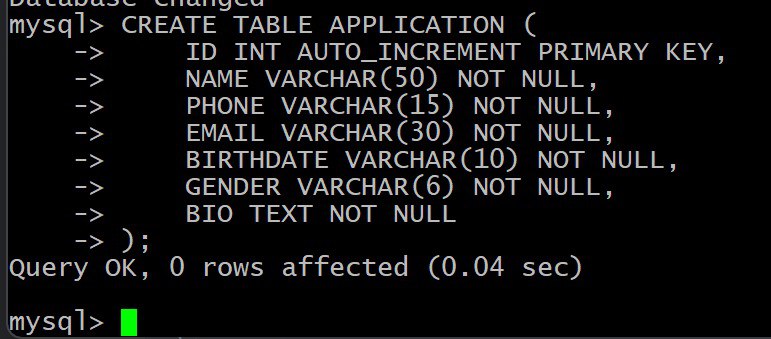 Database changed
mysql> CREATE TABLE APPLICATION (
    ->     ID INT AUTO_INCREMENT PRIMARY KEY,
    ->     NAME VARCHAR(50) NOT NULL,
    ->     PHONE VARCHAR(15) NOT NULL,
    ->     EMAIL VARCHAR(30) NOT NULL,
    ->     BIRTHDATE VARCHAR(10) NOT NULL,
    ->     GENDER VARCHAR(6) NOT NULL,
    ->     BIO TEXT NOT NULL
    -> );
Query OK, 0 rows affected (0.04 sec)
mysql>